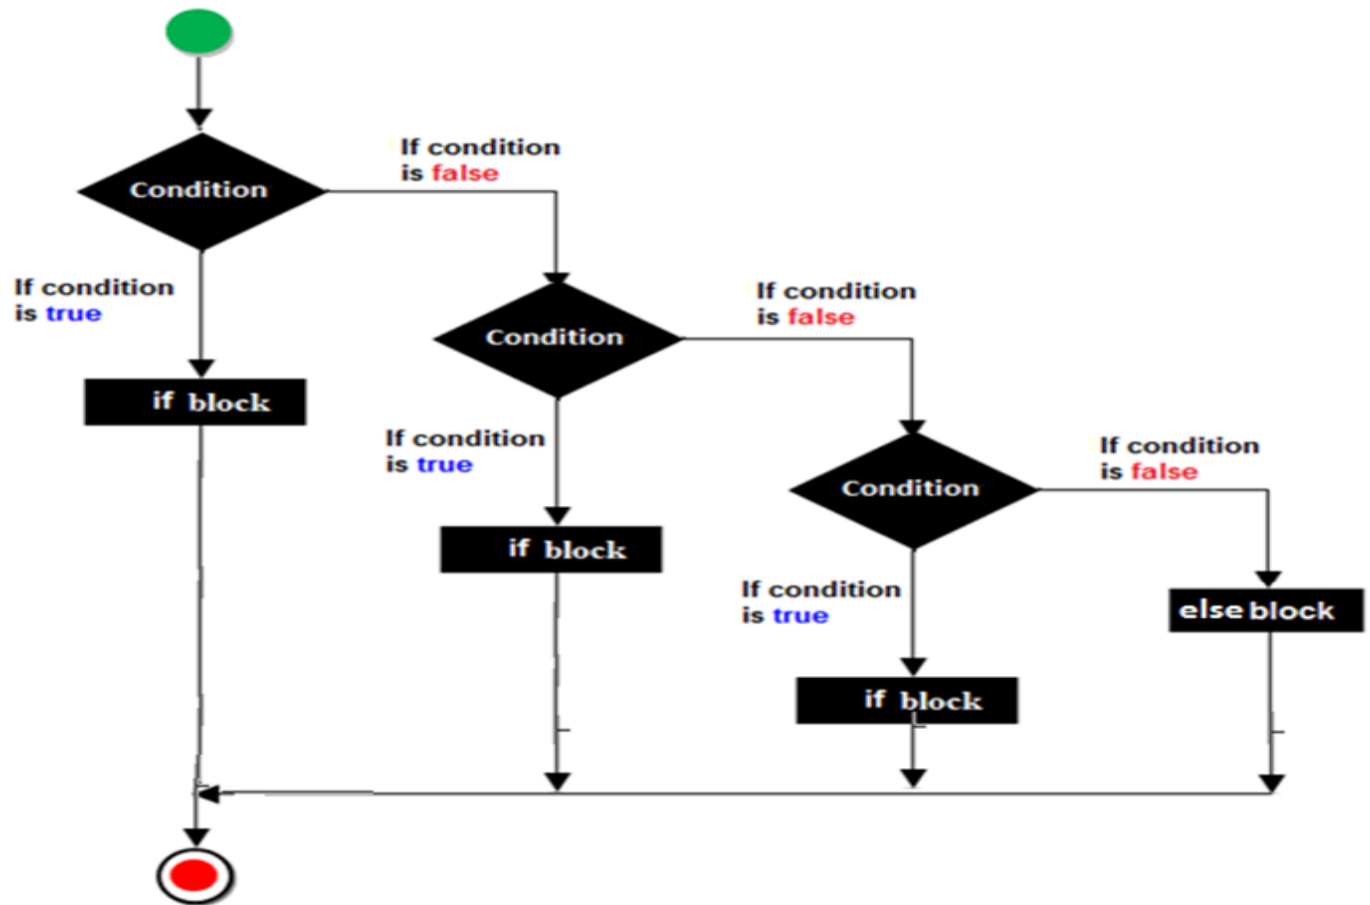 If condition
is false
Condition
If condition
is true
If condition
is false
Condition
if block
If condition
is true
If condition
is false
Condition
if block
If condition
is true
else block
if block